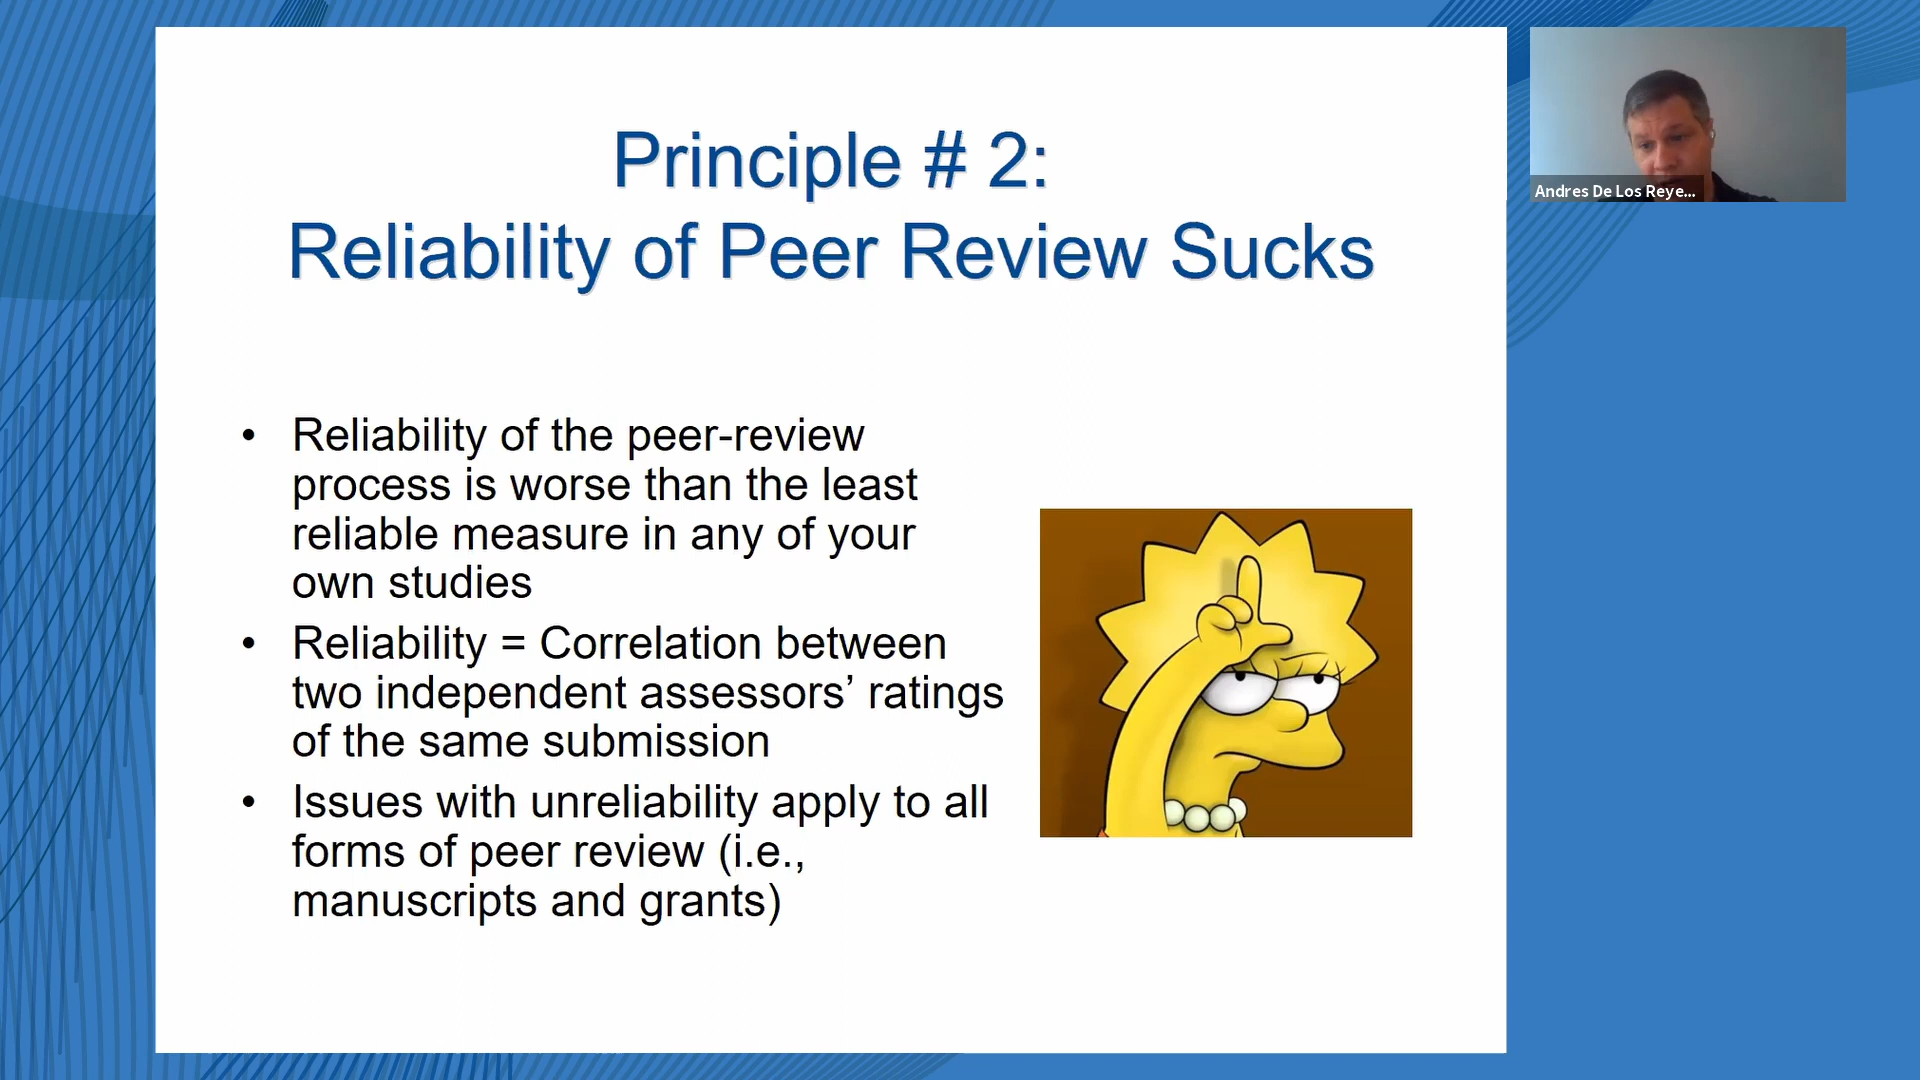 Principle # 2:
Reliability of Peer Review Sucks
• Reliability of the peer-review
process is worse than the least
reliable measure in any of your
own studies
• Reliability = Correlation between
two independent assessors’ ratings
of the same submission
• Issues with unreliability apply to all
forms of peer review (i.e.,
manuscripts and grants)
Andres De Los Reye...